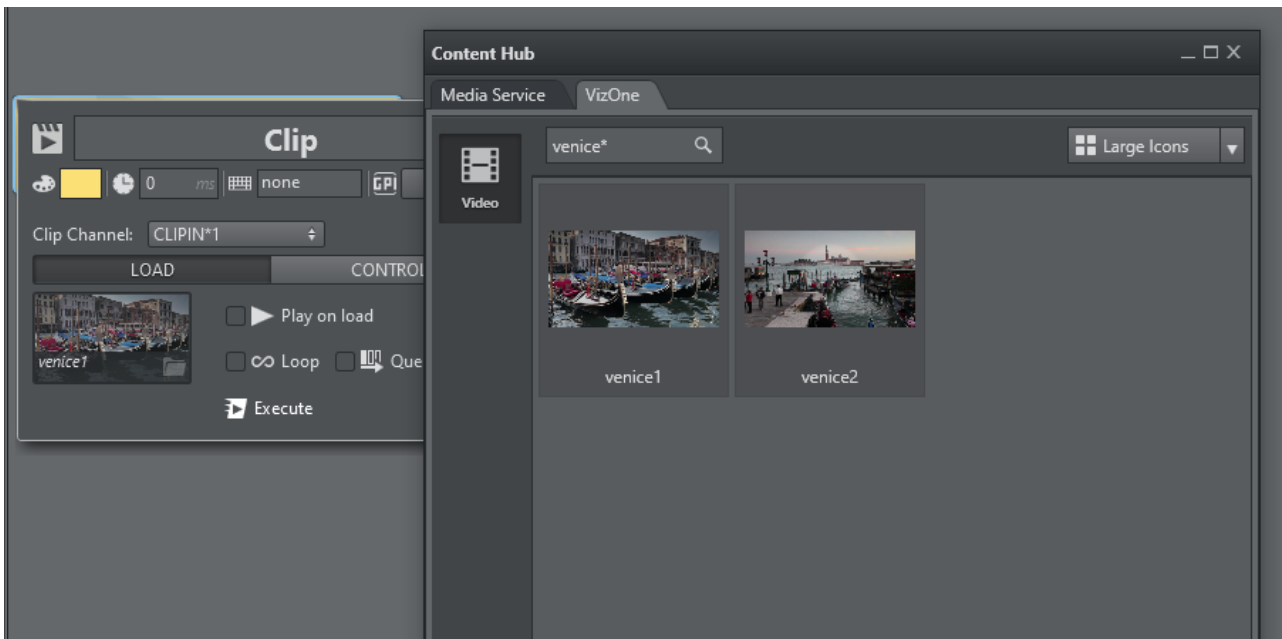 Content Hub
Media Service
VizOne
venice*
Large Icons
Video
venice1
venice2
Clip
0 ms
none
GPI
Clip Channel: CLIPIN*1
LOAD
CONTROL
venice1
Play on load
Loop
Que
Execute